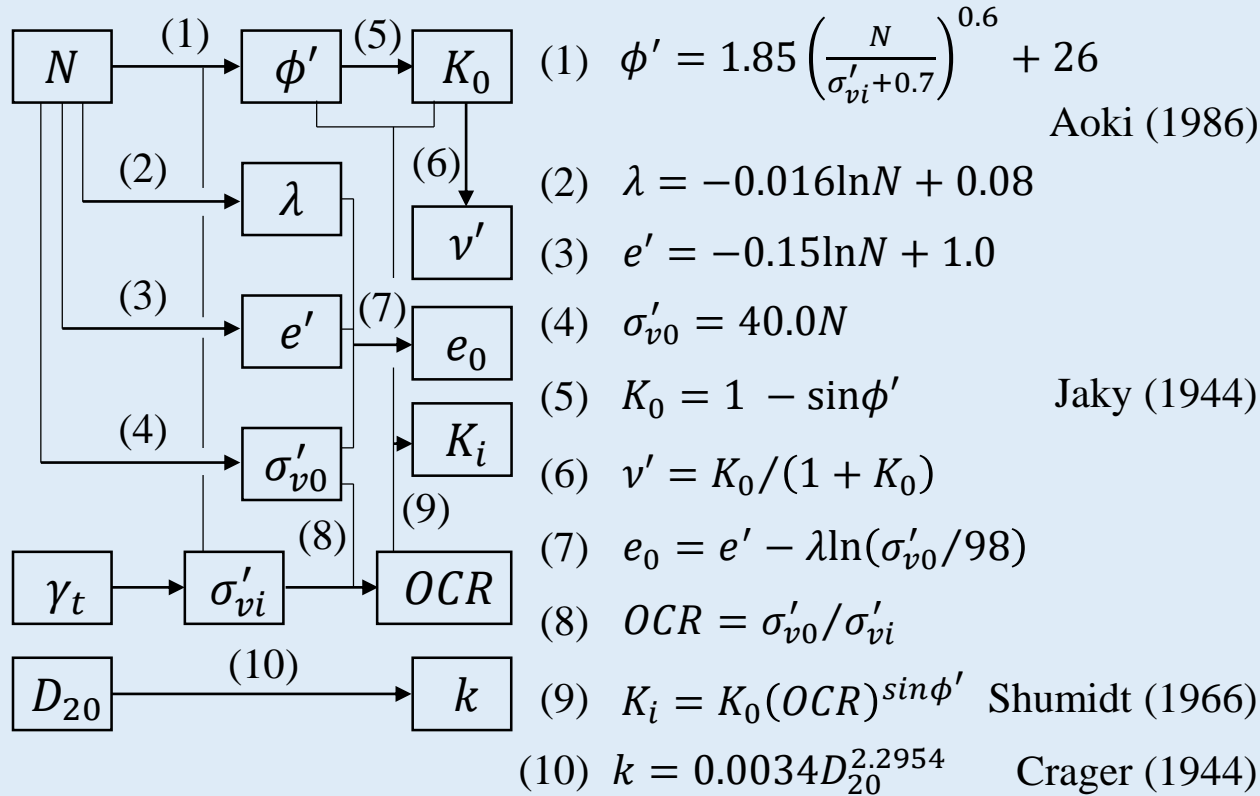 N (1) ϕ′ (5) K₀
(2) λ (6)
ν′
(3) e′ (7) e₀
(4) σ′ᵥ₀ Kᵢ
(8) (9)
γₜ σ′ᵥᵢ OCR
D₂₀ (10) k
(1) ϕ′ = 1.85 (N/(σ′ᵥᵢ+0.7))^0.6 + 26
Aoki (1986)
(2) λ = −0.016lnN + 0.08
(3) e′ = −0.15lnN + 1.0
(4) σ′ᵥ₀ = 40.0N
(5) K₀ = 1 − sinϕ′ Jaky (1944)
(6) ν′ = K₀/(1 + K₀)
(7) e₀ = e′ − λln(σ′ᵥ₀/98)
(8) OCR = σ′ᵥ₀/σ′ᵥᵢ
(9) Kᵢ = K₀(OCR)^sinϕ′ Shumidt (1966)
(10) k = 0.0034D₂₀^2.2954 Crager (1944)